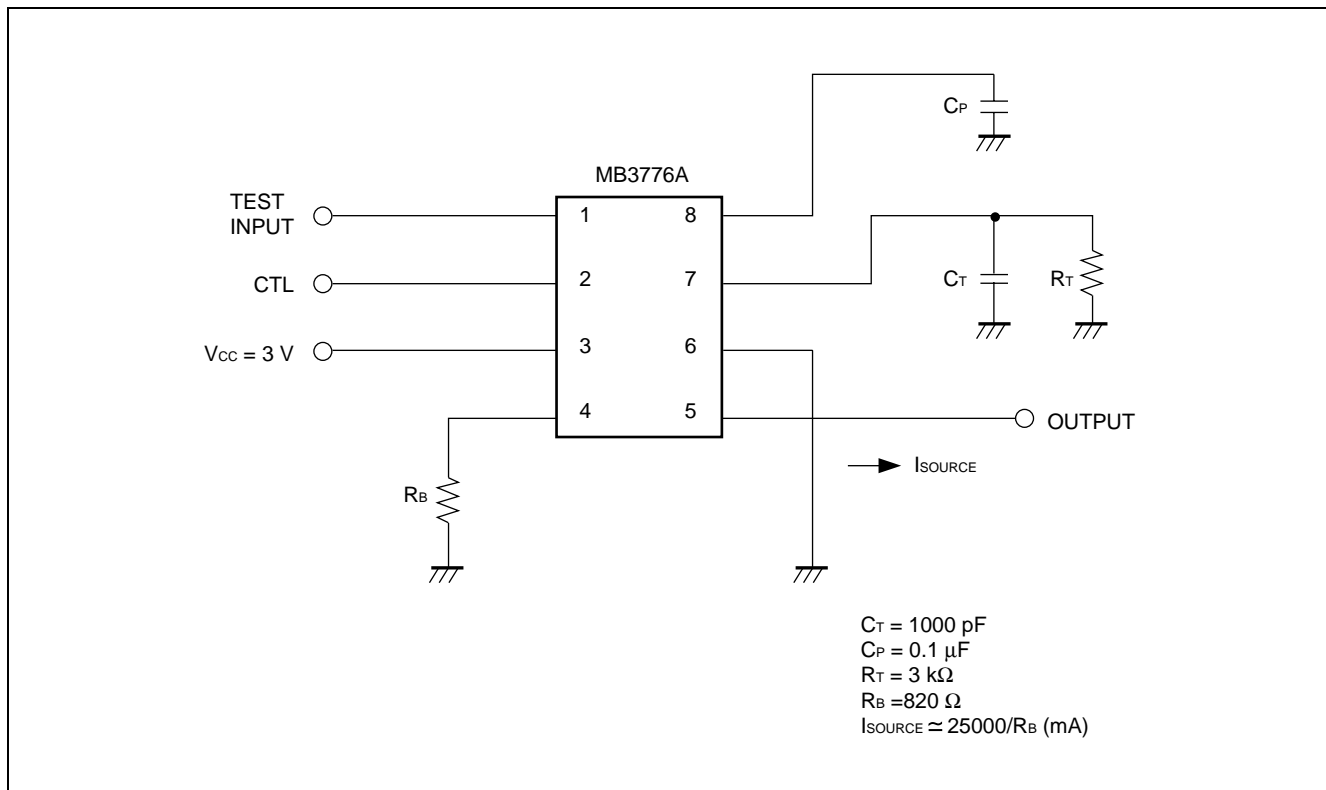 CP
MB3776A
TEST
INPUT
1
8
CTL
2
7
CT
RT
VCC = 3 V
3
6
4
5
OUTPUT
ISOURCE
RB
CT = 1000 pF
CP = 0.1 μF
RT = 3 kΩ
RB =820 Ω
ISOURCE ≃ 25000/RB (mA)